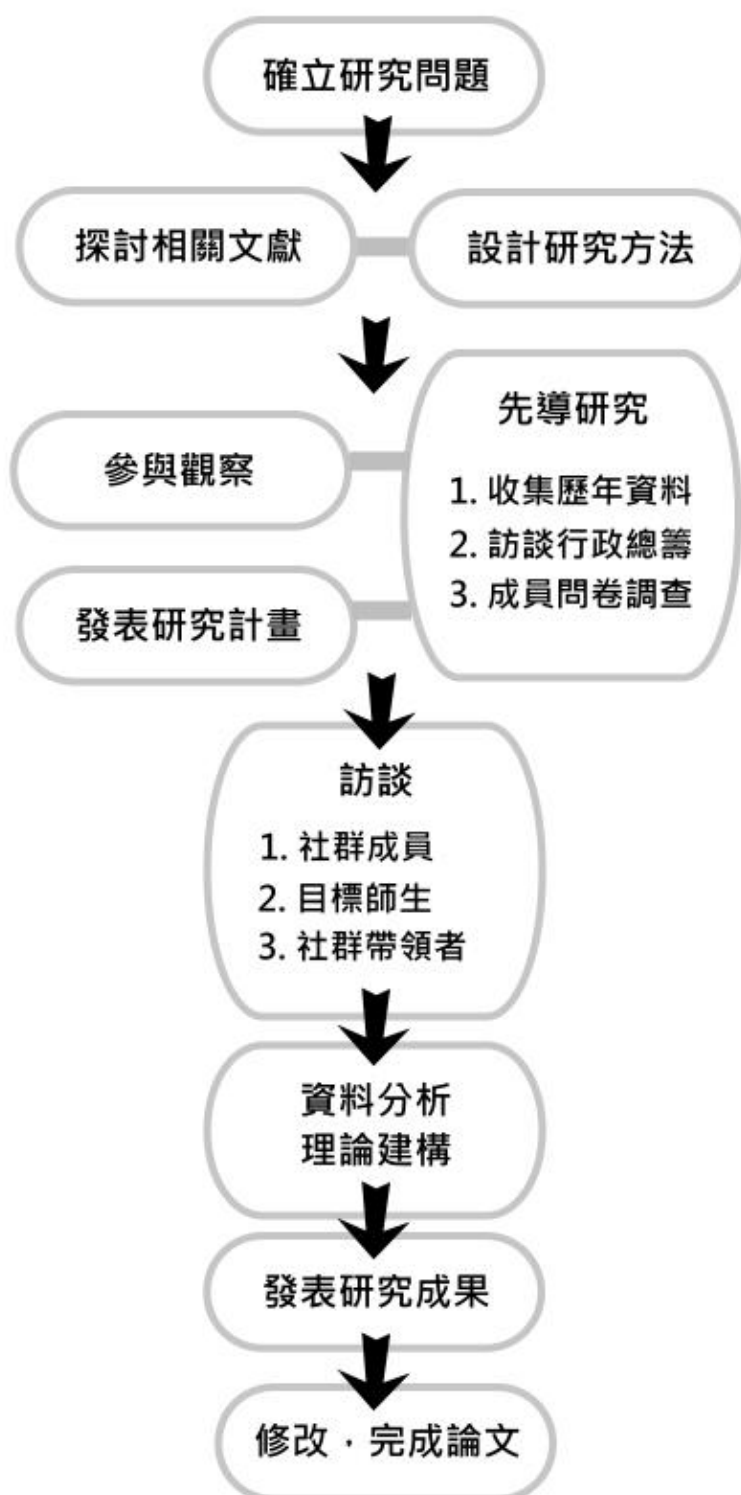 確立研究問題
探討相關文獻
設計研究方法
先導研究
1. 收集歷年資料
2. 訪談行政總籌
3. 成員問卷調查
參與觀察
發表研究計畫
訪談
1. 社群成員
2. 目標師生
3. 社群帶領者
資料分析
理論建構
發表研究成果
修改．完成論文